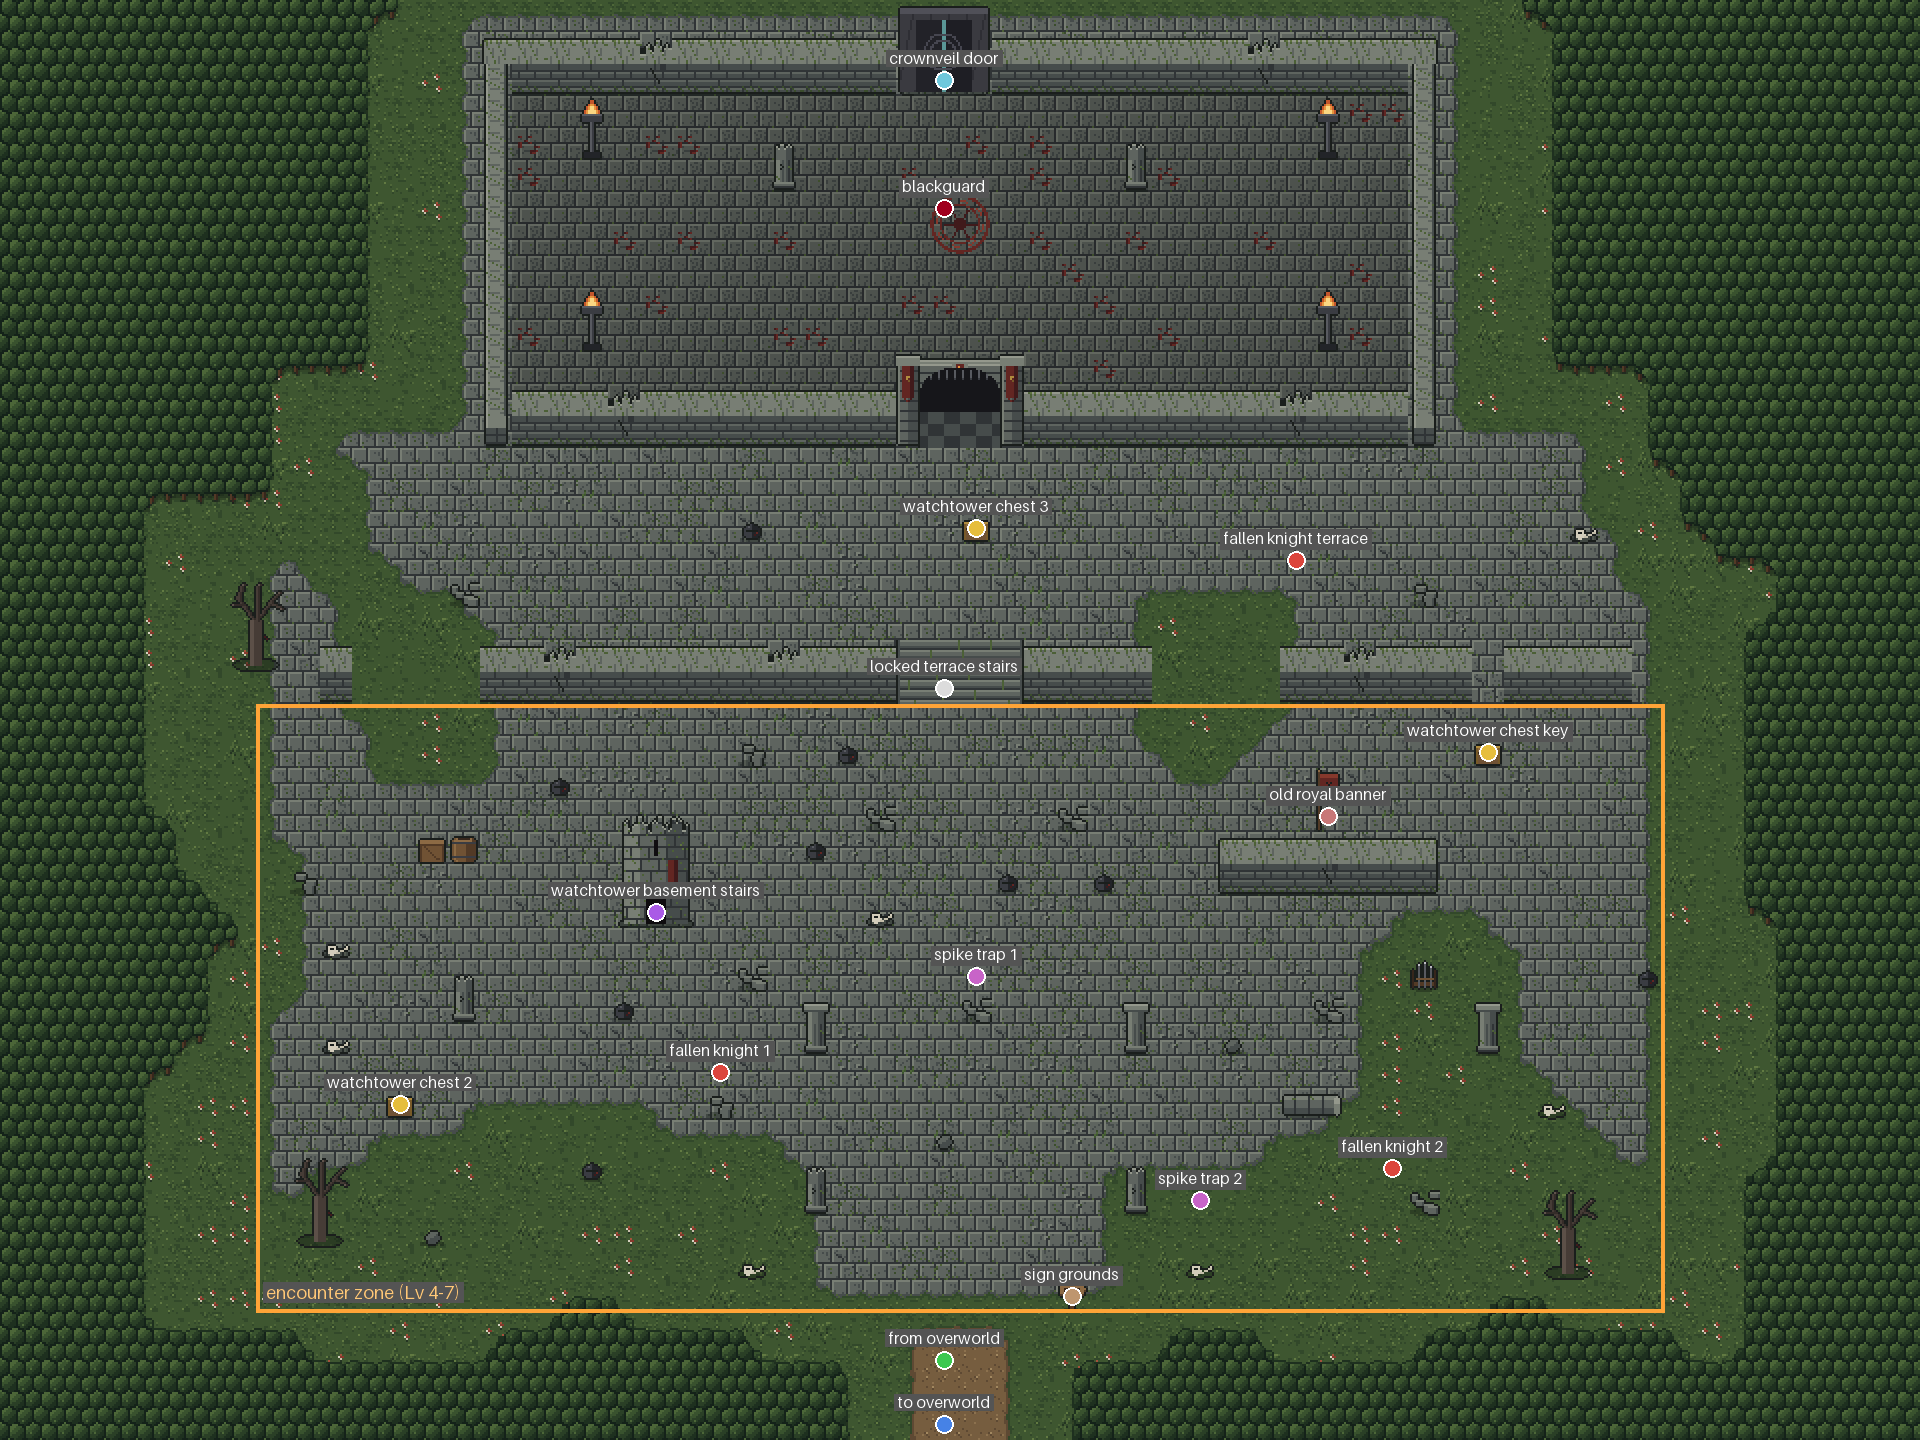 crownveil door
blackguard
watchtower chest 3
fallen knight terrace
locked terrace stairs
watchtower chest key
old royal banner
watchtower basement stairs
spike trap 1
fallen knight 1
watchtower chest 2
fallen knight 2
spike trap 2
sign grounds
encounter zone (Lv 4-7)
from overworld
to overworld